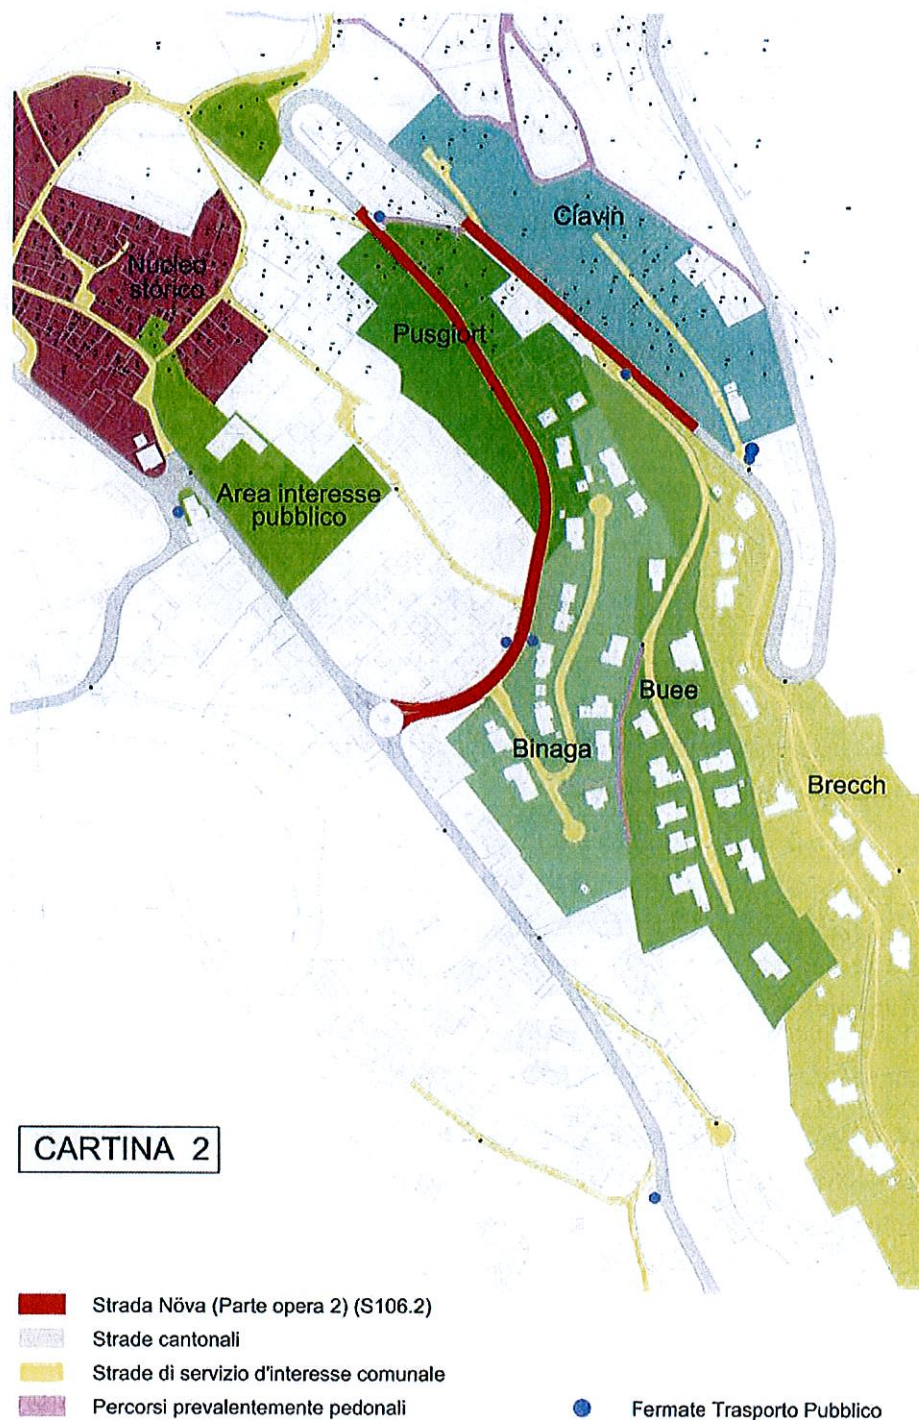 Clavin
Nucleo
storico
Pusgiort
Area interesse
pubblico
Buee
Binaga
Brecch
CARTINA 2
Strada Növa (Parte opera 2) (S106.2)
Strade cantonali
Strade di servizio d'interesse comunale
Percorsi prevalentemente pedonali
Fermate Trasporto Pubblico